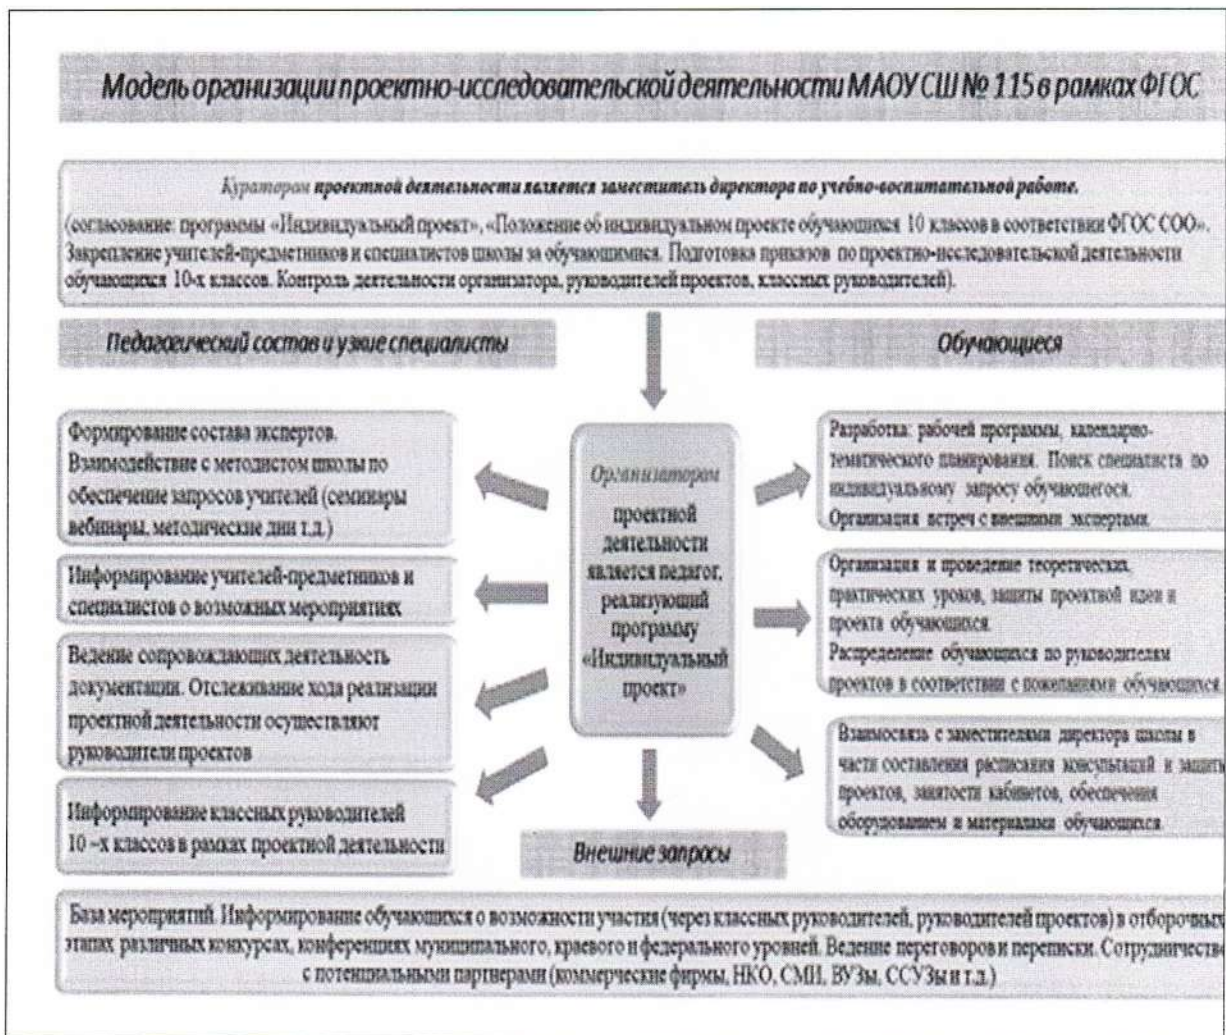 Модель организации проектно-исследовательской деятельности МАОУ СШ № 115 в рамках ФГОС
Куратором проектной деятельности является заместитель директора по учебно-воспитательной работе.
(согласование: программы «Индивидуальный проект», «Положение об индивидуальном проекте обучающихся 10 классов в соответствии ФГОС СОО».
Закрепление учителей-предметников и специалистов школы за обучающимися. Подготовка приказов по проектно-исследовательской деятельности
обучающихся 10-х классов. Контроль деятельности организатора, руководителей проектов, классных руководителей).
Педагогический состав и узкие специалисты
Формирование состава экспертов.
Взаимодействие с методистом школы по
обеспечение запросов учителей (семинары
вебинары, методические дни т.д.)
Информирование учителей-предметников и
специалистов о возможных мероприятиях
Ведение сопровождающих деятельность
документации. Отслеживание хода реализации
проектной деятельности осуществляют
руководители проектов
Информирование классных руководителей
10 –х классов в рамках проектной деятельности
Организатором
проектной
деятельности
является педагог,
реализующий
программу
«Индивидуальный
проект»
Обучающиеся
Разработка: рабочей программы, календарно-
тематического планирования. Поиск специалиста по
индивидуальному запросу обучающегося.
Организация встреч с внешними экспертами.
Организация и проведение теоретических,
практических уроков, защиты проектной идеи и
проекта обучающихся.
Распределение обучающихся по руководителям
проектов в соответствии с пожеланиями обучающихся.
Взаимосвязь с заместителями директора школы в
части составления расписания консультаций и защиты
проектов, занятости кабинетов, обеспечения
оборудованием и материалами обучающихся.
Внешние запросы
База мероприятий. Информирование обучающихся о возможности участия (через классных руководителей, руководителей проектов) в отборочных
этапах различных конкурсах, конференциях муниципального, краевого и федерального уровней. Ведение переговоров и переписки. Сотрудничество
с потенциальными партнерами (коммерческие фирмы, НКО, СМИ, ВУЗы, ССУЗы и т.д.)